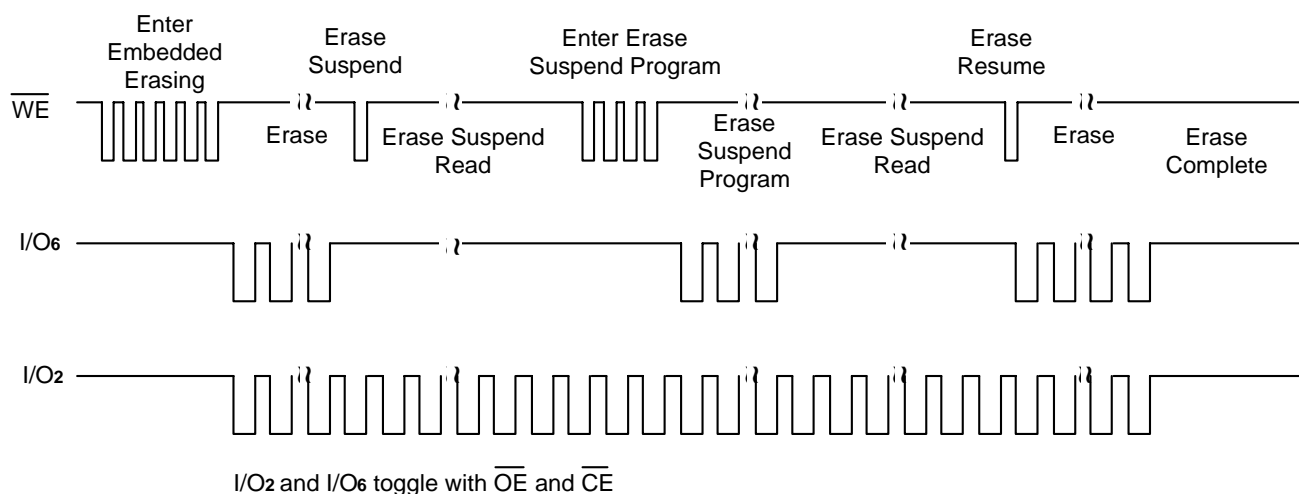 Enter
Embedded
Erasing
Erase
Suspend
Enter Erase
Suspend Program
Erase
Resume
WE
Erase
Erase Suspend
Read
Erase
Suspend
Program
Erase Suspend
Read
Erase
Erase
Complete
I/O6
I/O2
I/O2 and I/O6 toggle with OE and CE